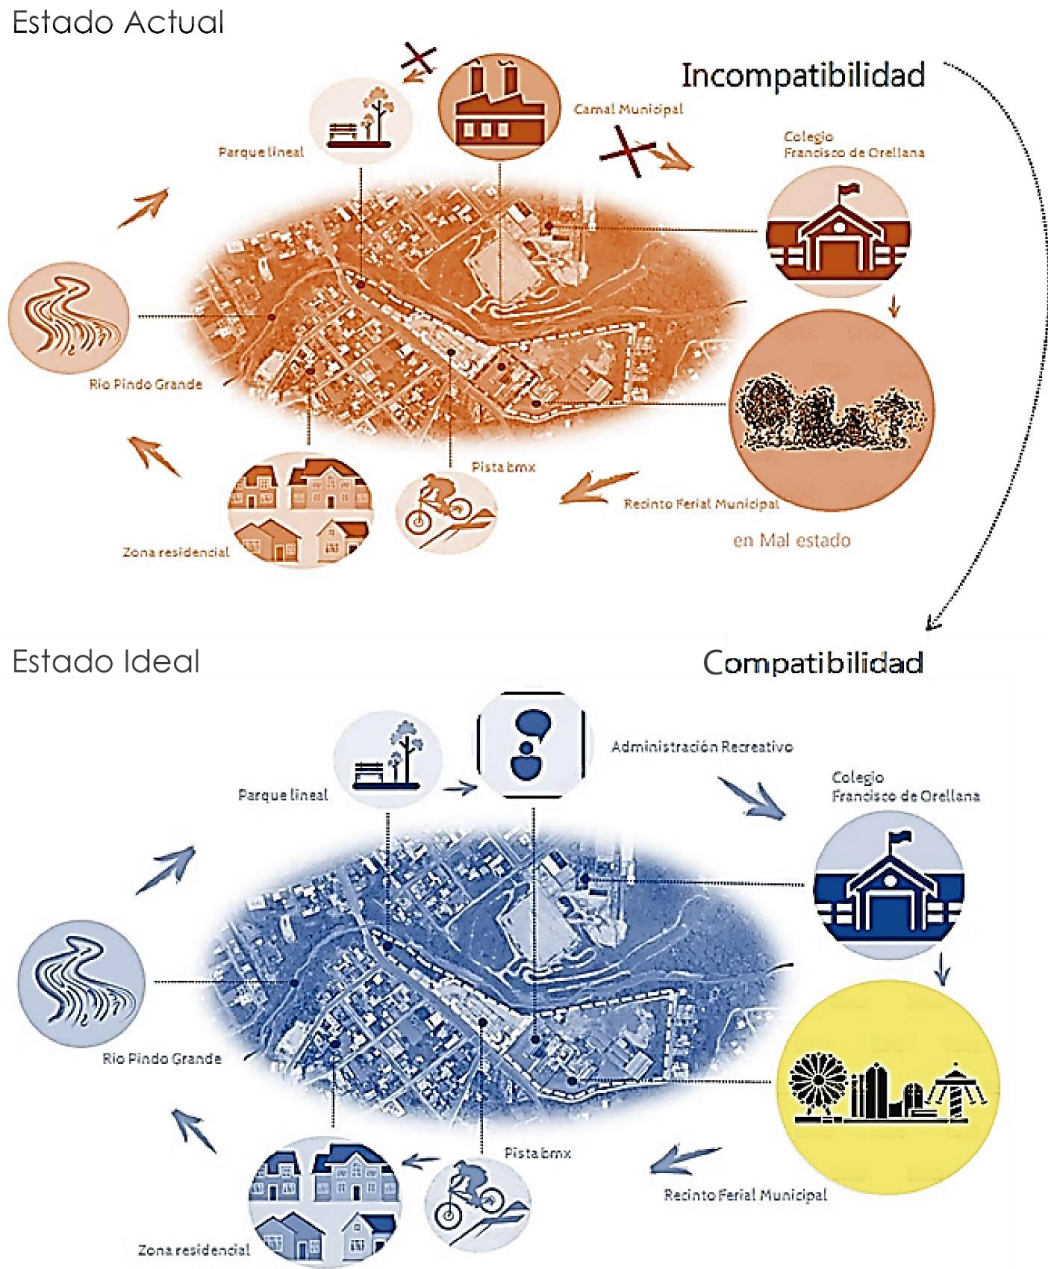 Estado Actual
Incompatibilidad
Camal Municipal
Parque lineal
Colegio
Francisco de Orellana
Río Pindo Grande
Pista bmx
Recinto Ferial Municipal
en Mal estado
Zona residencial
Estado Ideal
Compatibilidad
Administración Recreativo
Colegio
Francisco de Orellana
Parque lineal
Río Pindo Grande
Pista bmx
Recinto Ferial Municipal
Zona residencial